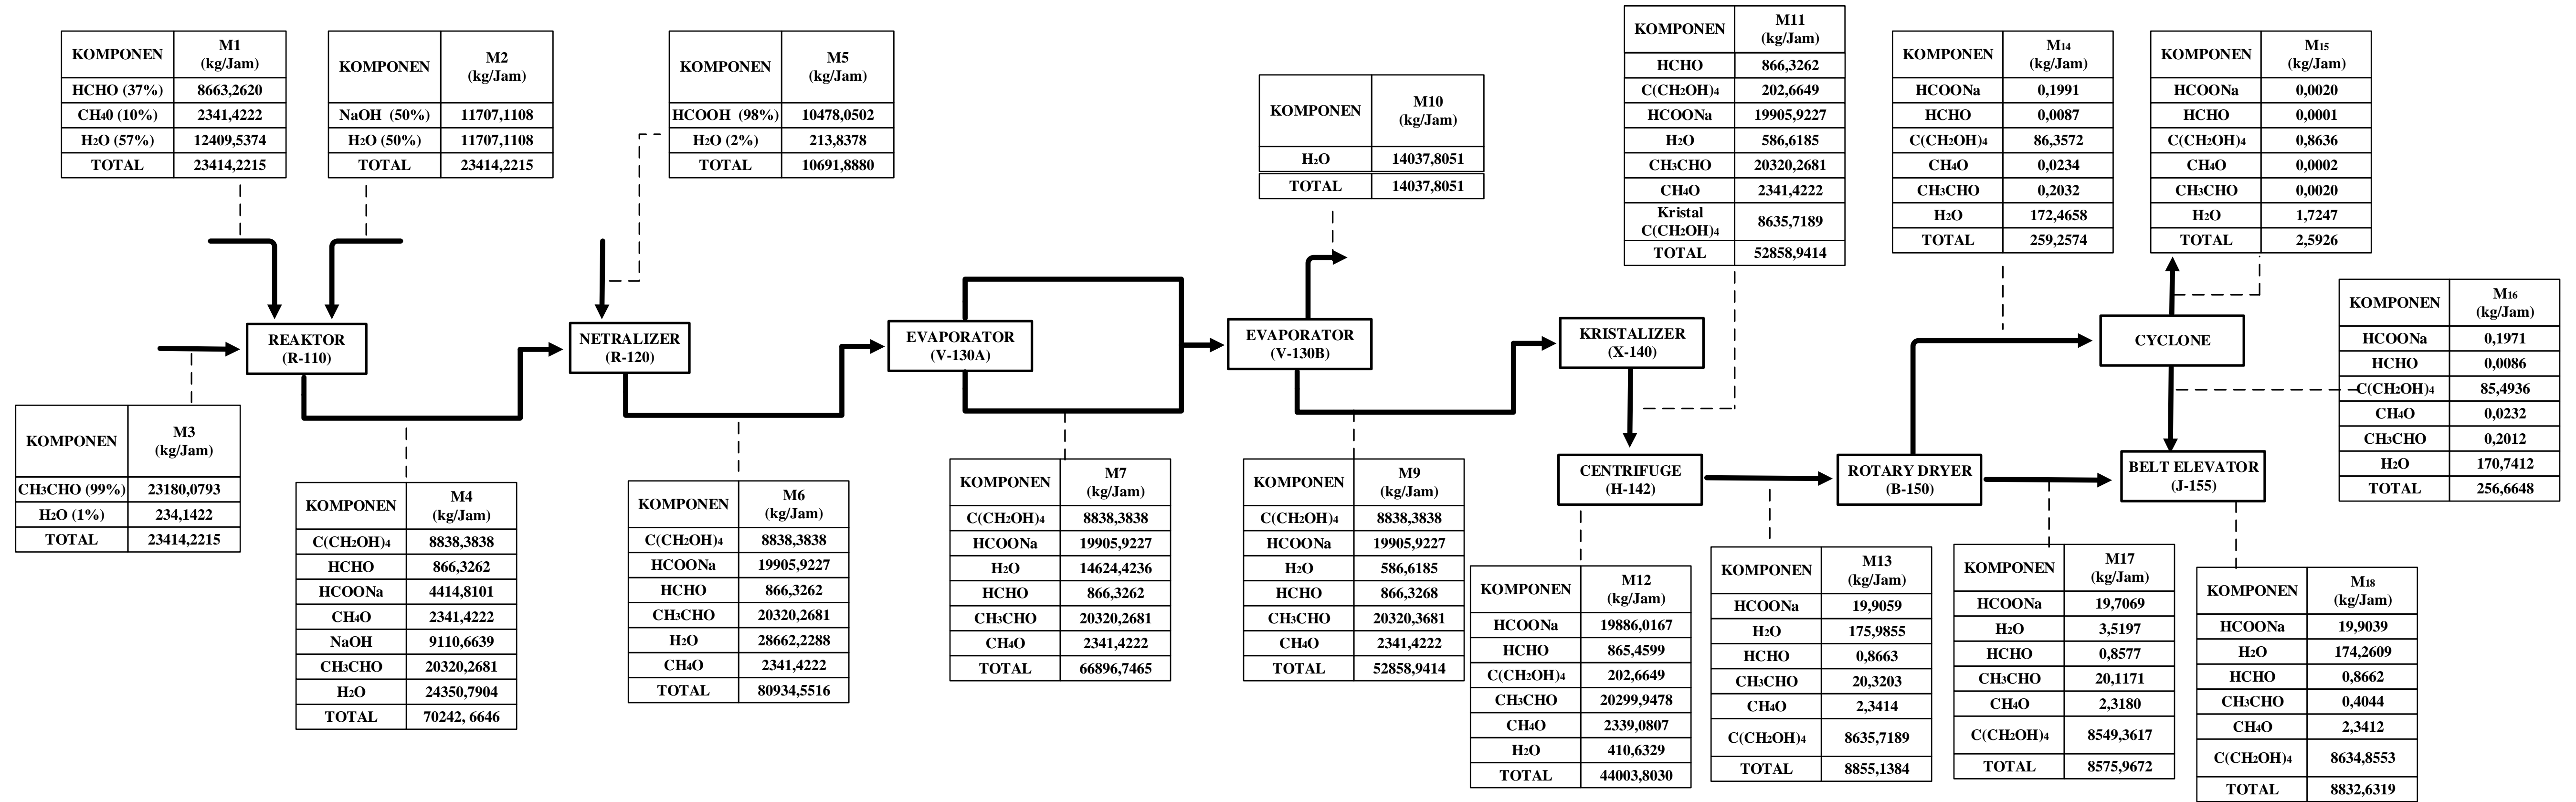 KOMPONEN M1 (kg/Jam)
HCHO (37%) 8663,2620
CH40 (10%) 2341,4222
H2O (57%) 12409,5374
TOTAL 23414,2215
KOMPONEN M2 (kg/Jam)
NaOH (50%) 11707,1108
H2O (50%) 11707,1108
TOTAL 23414,2215
KOMPONEN M5 (kg/Jam)
HCOOH (98%) 10478,0502
H2O (2%) 213,8378
TOTAL 10691,8880
KOMPONEN M10 (kg/Jam)
H2O 14037,8051
TOTAL 14037,8051
KOMPONEN M11 (kg/Jam)
HCHO 866,3262
C(CH2OH)4 202,6649
HCOONa 19905,9227
H2O 586,6185
CH3CHO 20320,2681
CH4O 2341,4222
Kristal C(CH2OH)4 8635,7189
TOTAL 52858,9414
KOMPONEN M14 (kg/Jam)
HCOONa 0,1991
HCHO 0,0087
C(CH2OH)4 86,3572
CH4O 0,0234
CH3CHO 0,2032
H2O 172,4658
TOTAL 259,2574
KOMPONEN M15 (kg/Jam)
HCOONa 0,0020
HCHO 0,0001
C(CH2OH)4 0,8636
CH4O 0,0002
CH3CHO 0,0020
H2O 1,7247
TOTAL 2,5926
KOMPONEN M16 (kg/Jam)
HCOONa 0,1971
HCHO 0,0086
C(CH2OH)4 85,4936
CH4O 0,0232
CH3CHO 0,2012
H2O 170,7412
TOTAL 256,6648
REAKTOR
(R-110)
NETRALIZER
(R-120)
EVAPORATOR
(V-130A)
EVAPORATOR
(V-130B)
KRISTALIZER
(X-140)
CYCLONE
CENTRIFUGE
(H-142)
ROTARY DRYER
(B-150)
BELT ELEVATOR
(J-155)
KOMPONEN M3 (kg/Jam)
CH3CHO (99%) 23180,0793
H2O (1%) 234,1422
TOTAL 23414,2215
KOMPONEN M4 (kg/Jam)
C(CH2OH)4 8838,3838
HCHO 866,3262
HCOONa 4414,8101
CH4O 2341,4222
NaOH 9110,6639
CH3CHO 20320,2681
H2O 24350,7904
TOTAL 70242, 6646
KOMPONEN M6 (kg/Jam)
C(CH2OH)4 8838,3838
HCOONa 19905,9227
HCHO 866,3262
CH3CHO 20320,2681
H2O 28662,2288
CH4O 2341,4222
TOTAL 80934,5516
KOMPONEN M7 (kg/Jam)
C(CH2OH)4 8838,3838
HCOONa 19905,9227
H2O 14624,4236
HCHO 866,3262
CH3CHO 20320,2681
CH4O 2341,4222
TOTAL 66896,7465
KOMPONEN M9 (kg/Jam)
C(CH2OH)4 8838,3838
HCOONa 19905,9227
H2O 586,6185
HCHO 866,3268
CH3CHO 20320,3681
CH4O 2341,4222
TOTAL 52858,9414
KOMPONEN M12 (kg/Jam)
HCOONa 19886,0167
HCHO 865,4599
C(CH2OH)4 202,6649
CH3CHO 20299,9478
CH4O 2339,0807
H2O 410,6329
TOTAL 44003,8030
KOMPONEN M13 (kg/Jam)
HCOONa 19,9059
H2O 175,9855
HCHO 0,8663
CH3CHO 20,3203
CH4O 2,3414
C(CH2OH)4 8635,7189
TOTAL 8855,1384
KOMPONEN M17 (kg/Jam)
HCOONa 19,7069
H2O 3,5197
HCHO 0,8577
CH3CHO 20,1171
CH4O 2,3180
C(CH2OH)4 8549,3617
TOTAL 8575,9672
KOMPONEN M18 (kg/Jam)
HCOONa 19,9039
H2O 174,2609
HCHO 0,8662
CH3CHO 0,4044
CH4O 2,3412
C(CH2OH)4 8634,8553
TOTAL 8832,6319